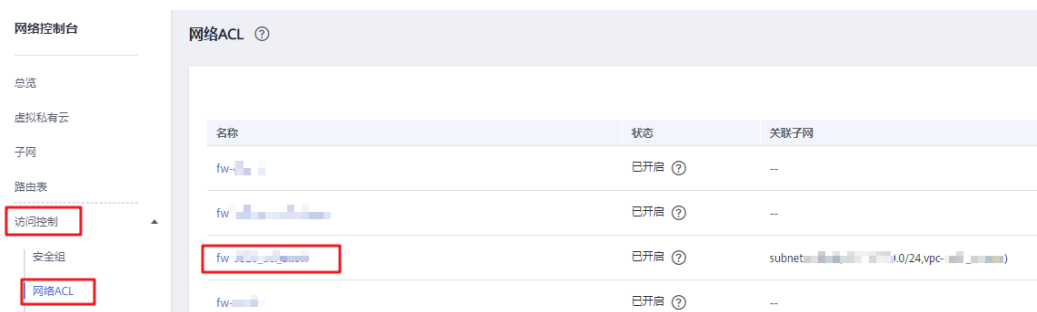 网络控制台
总览
虚拟私有云
子网
路由表
访问控制
安全组
网络ACL
网络ACL ?
名称 状态 关联子网
fw- 已开启 ? --
fw 已开启 ? --
fw 已开启 ? subnet .0/24,vpc- )
fw- 已开启 ? --